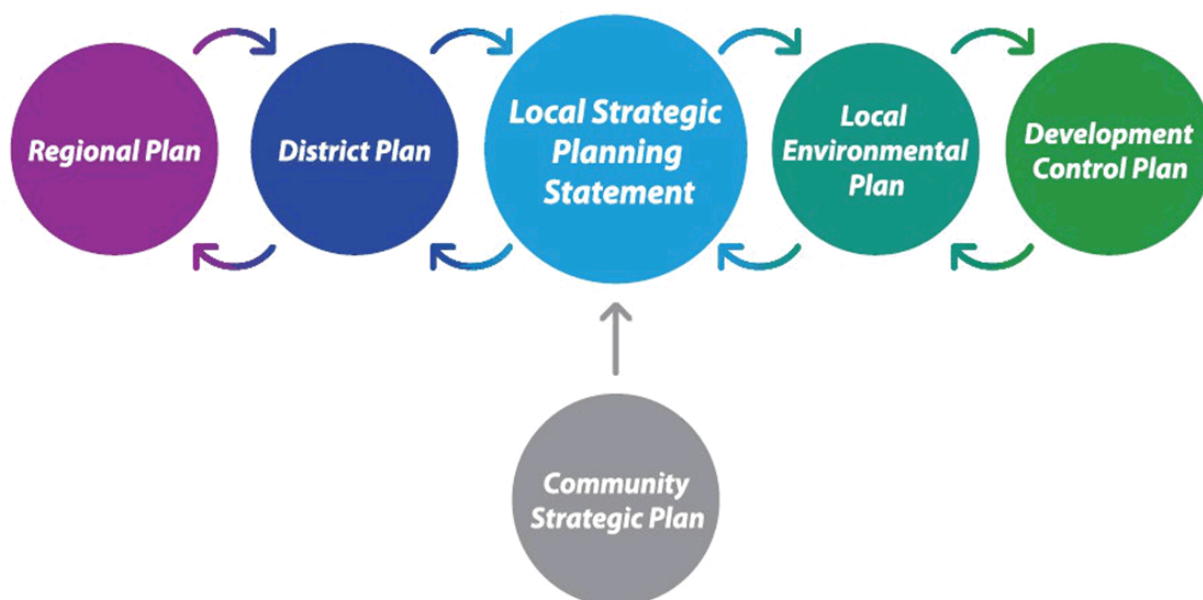 Regional Plan
District Plan
Local Strategic
Planning
Statement
Local
Environmental
Plan
Development
Control Plan
Community
Strategic Plan